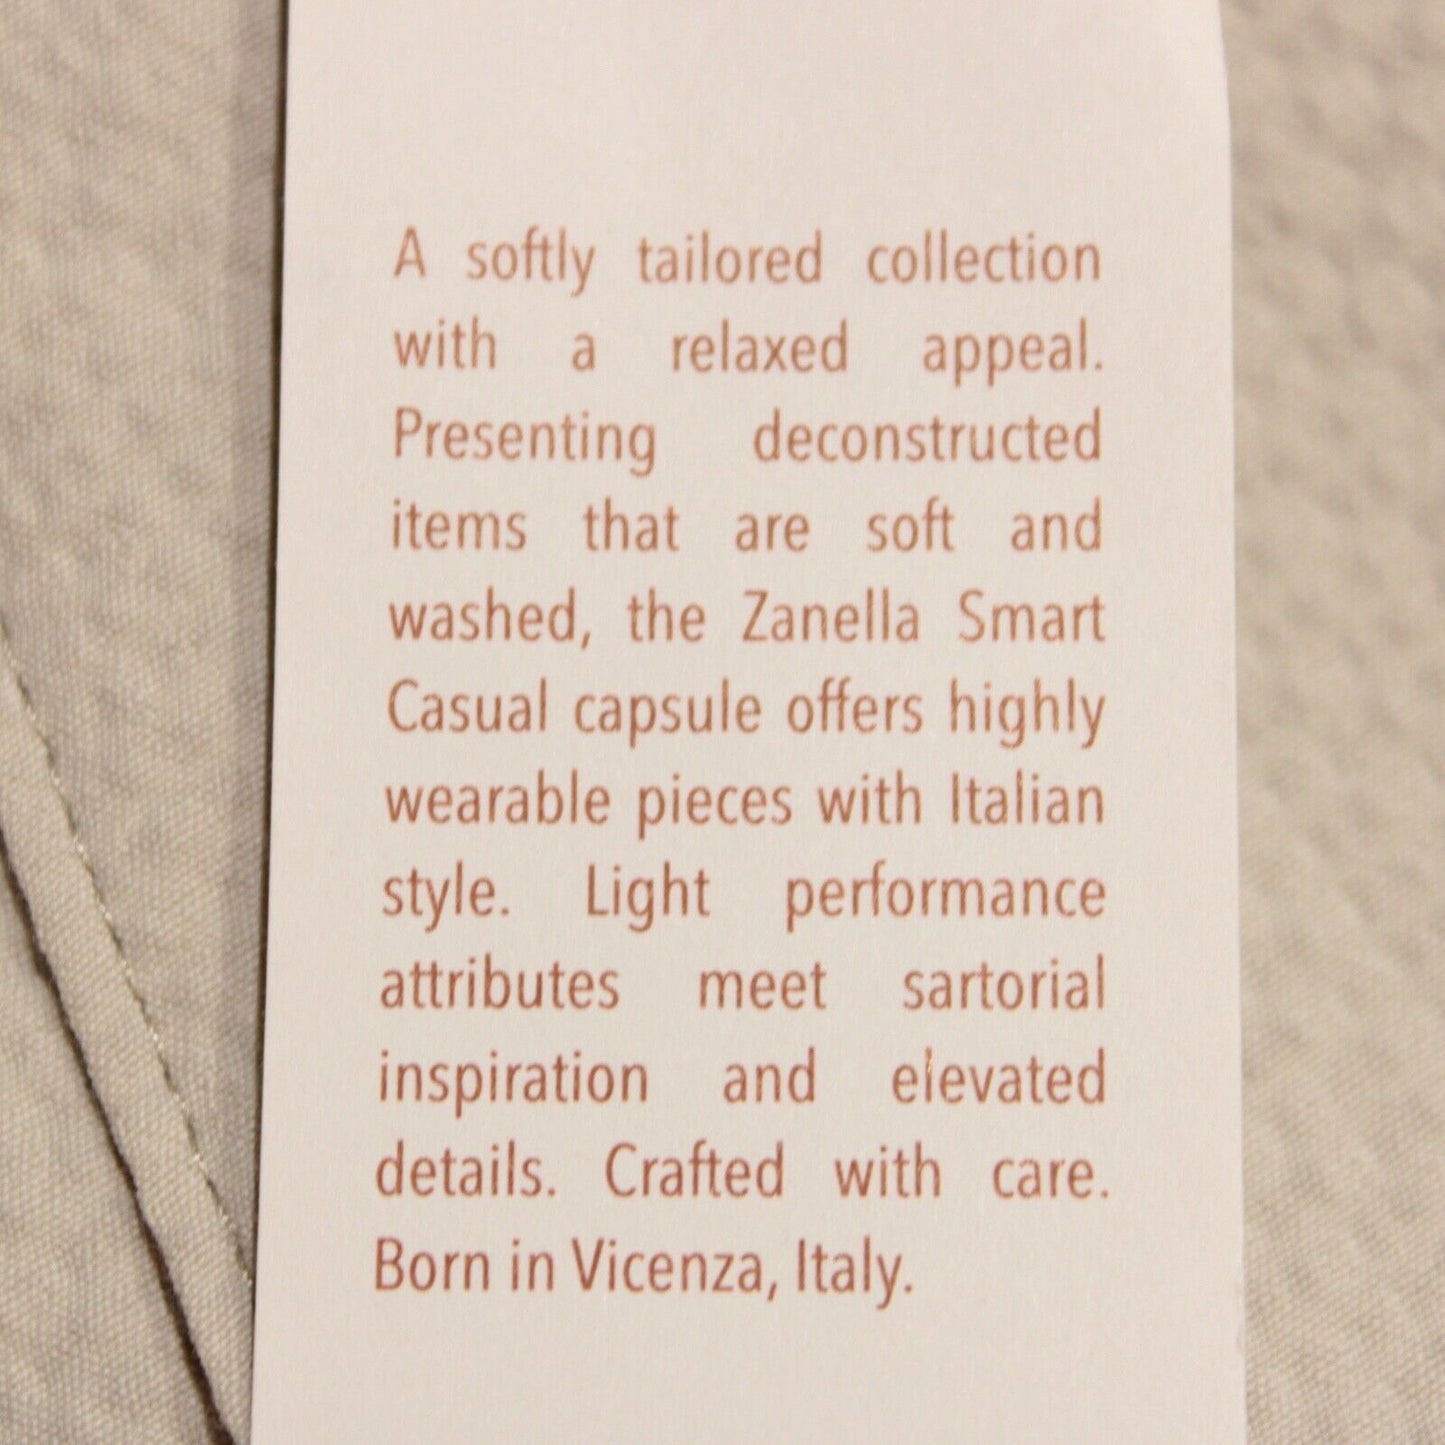 A softly tailored collection
with a relaxed appeal.
Presenting deconstructed
items that are soft and
washed, the Zanella Smart
Casual capsule offers highly
wearable pieces with Italian
style. Light performance
attributes meet sartorial
inspiration and elevated
details. Crafted with care.
Born in Vicenza, Italy.